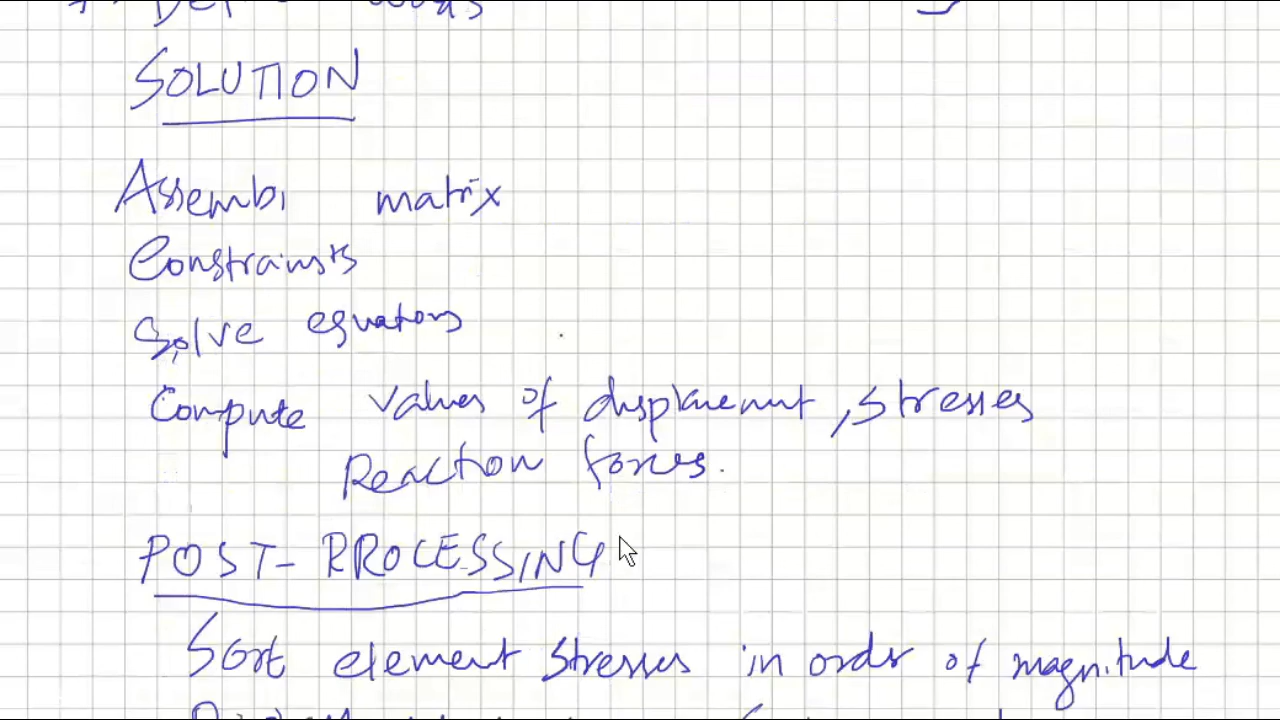 SOLUTION
Assembl matrix
Constraints
Solve equations
Compute values of displacement, stresses
Reaction forces.
POST-PROCESSING
Sort element stresses in order of magnitude